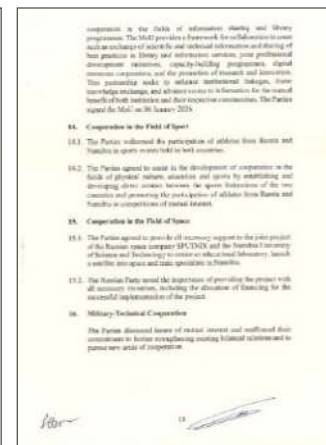 cooperation in the fields of information sharing and library
programmes. The MoU provides a framework for collaboration in areas
such as exchange of scientific and technical information and sharing of
best practices in library and information services, joint professional
development initiatives, capacity-building programmes, digital
resources cooperation, and the promotion of research and innovation.
This partnership seeks to enhance institutional linkages, foster
knowledge exchange, and advance access to information for the mutual
benefit of both institution and their respective communities. The Parties
signed the MoU on 06 January 2026.
14. Cooperation in the Field of Sport
14.1. The Parties welcomed the participation of athletes from Russia and
Namibia in sports events held in both countries.
14.2. The Parties agreed to assist in the development of cooperation in the
fields of physical culture, education and sports by establishing and
developing direct contact between the sports federations of the two
countries and promoting the participation of athletes from Russia and
Namibia in competitions of mutual interest.
15. Cooperation in the Field of Space
15.1. The Parties agreed to provide all necessary support to the joint project
of the Russian space company SPUTNIX and the Namibia University
of Science and Technology to create an educational laboratory, launch
a satellite into space and train specialists in Namibia.
15.2. The Russian Party noted the importance of providing the project with
all necessary resources, including the allocation of financing for the
successful implementation of the project.
16. Military-Technical Cooperation
The Parties discussed issues of mutual interest and reaffirmed their
commitment to further strengthening existing bilateral relations and to
pursue new areas of cooperation.